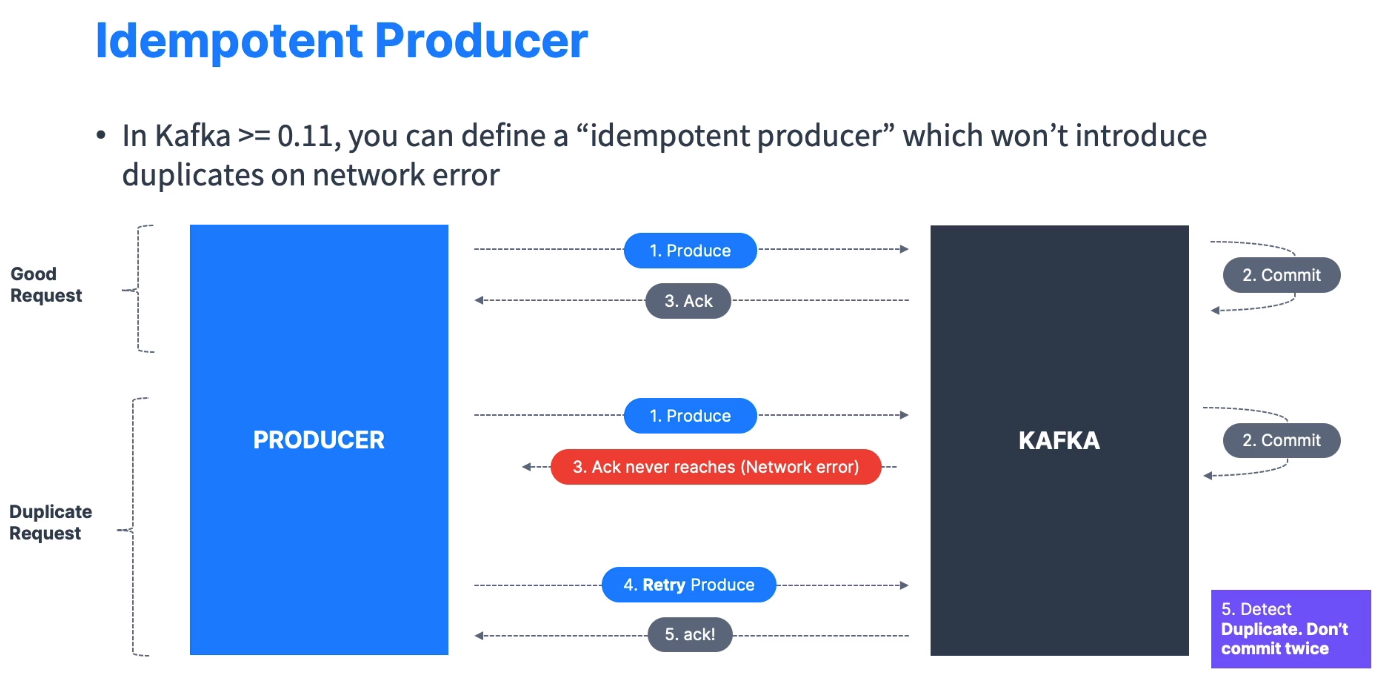 Idempotent Producer
• In Kafka >= 0.11, you can define a “idempotent producer” which won’t introduce
duplicates on network error
Good
Request
1. Produce
3. Ack
2. Commit
PRODUCER
KAFKA
Duplicate
Request
1. Produce
3. Ack never reaches (Network error)
2. Commit
4. Retry Produce
5. ack!
5. Detect
Duplicate. Don’t
commit twice